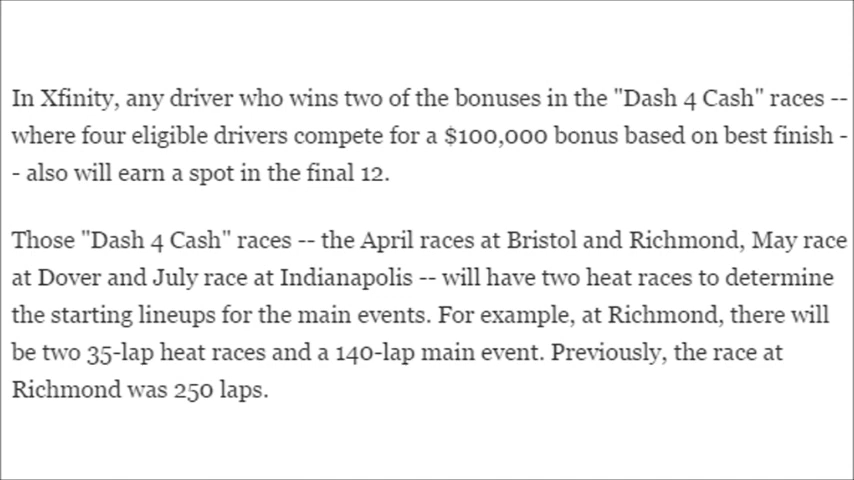 In Xfinity, any driver who wins two of the bonuses in the "Dash 4 Cash" races --
where four eligible drivers compete for a $100,000 bonus based on best finish -
- also will earn a spot in the final 12.
Those "Dash 4 Cash" races -- the April races at Bristol and Richmond, May race
at Dover and July race at Indianapolis -- will have two heat races to determine
the starting lineups for the main events. For example, at Richmond, there will
be two 35-lap heat races and a 140-lap main event. Previously, the race at
Richmond was 250 laps.